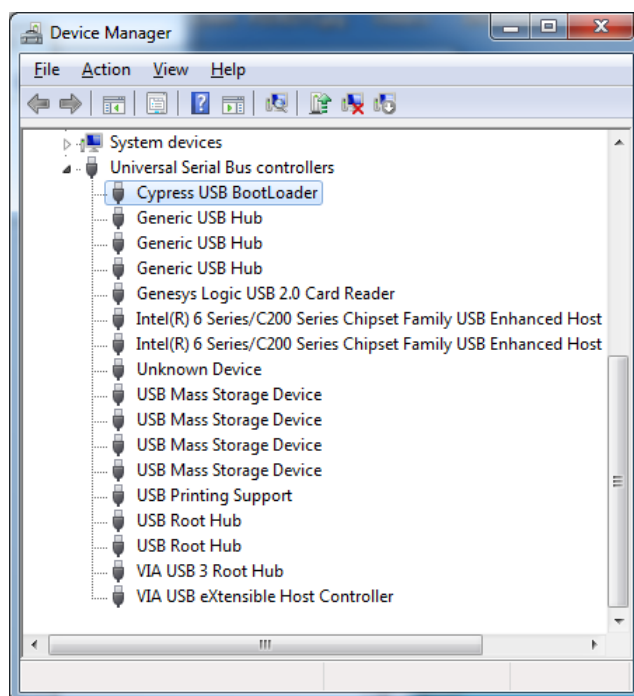 Device Manager
File Action View Help
System devices
Universal Serial Bus controllers
Cypress USB BootLoader
Generic USB Hub
Generic USB Hub
Generic USB Hub
Genesys Logic USB 2.0 Card Reader
Intel(R) 6 Series/C200 Series Chipset Family USB Enhanced Host
Intel(R) 6 Series/C200 Series Chipset Family USB Enhanced Host
Unknown Device
USB Mass Storage Device
USB Mass Storage Device
USB Mass Storage Device
USB Mass Storage Device
USB Printing Support
USB Root Hub
USB Root Hub
VIA USB 3 Root Hub
VIA USB eXtensible Host Controller